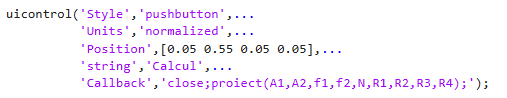 uicontrol('Style','pushbutton',...
'Units','normalized',...
'Position',[0.05 0.55 0.05 0.05],...
'string','Calcul',...
'Callback','close;proiect(A1,A2,f1,f2,N,R1,R2,R3,R4);');